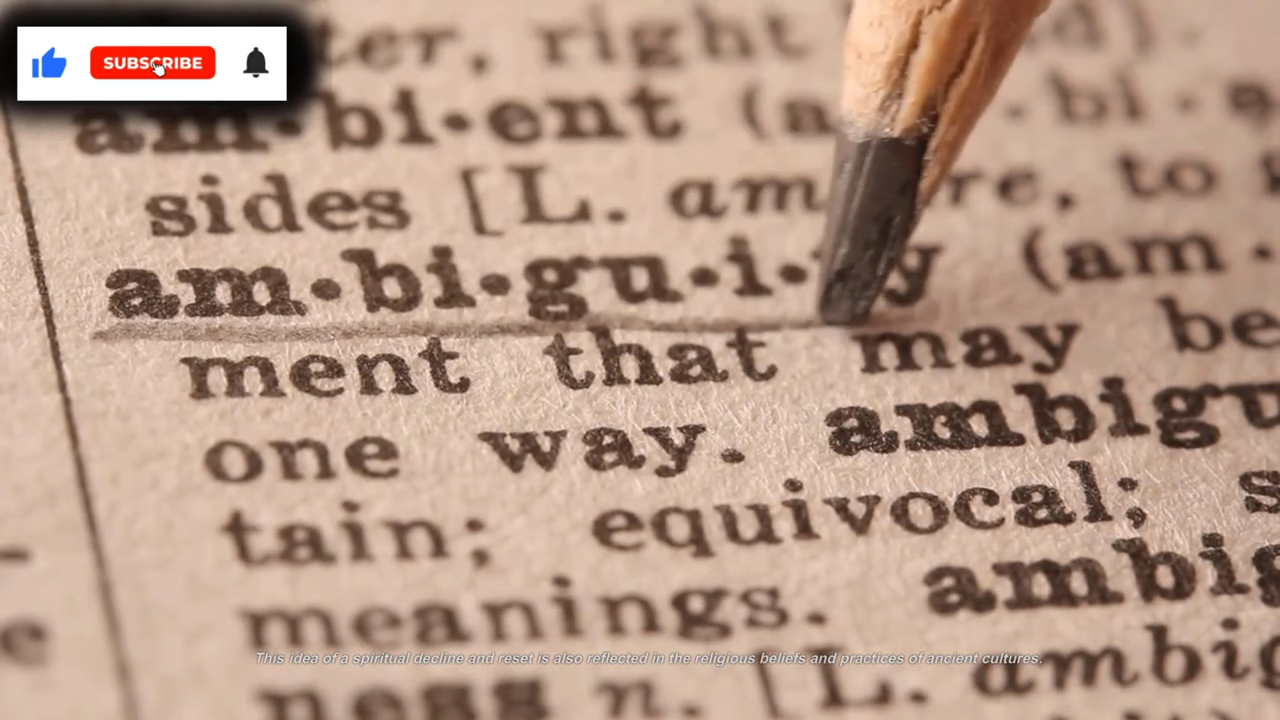 SUBSCRIBE
ter, right
am•bi•ent (a
sides [L. am re, to
am•bi•gu•i• y (am•
ment that may be
one way. ambigu
tain; equivocal; s
meanings. ambig
This idea of a spiritual decline and reset is also reflected in the religious beliefs and practices of ancient cultures.
ness n. [L. ambig